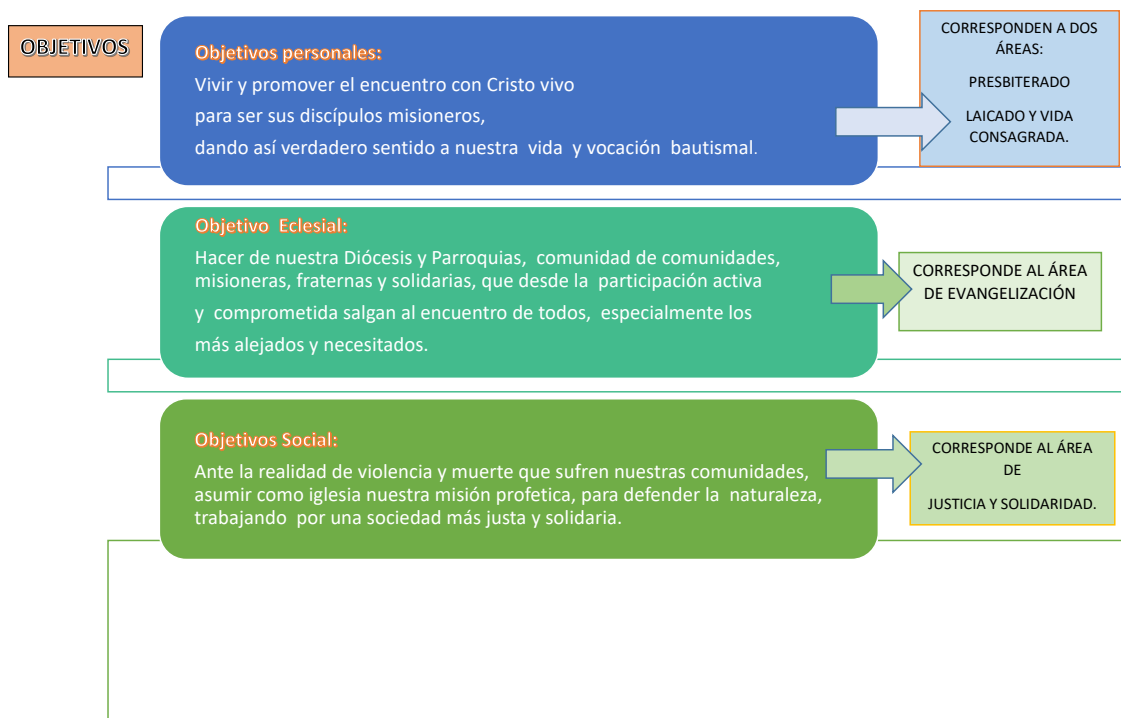 OBJETIVOS
Objetivos personales:
Vivir y promover el encuentro con Cristo vivo
para ser sus discípulos misioneros,
dando así verdadero sentido a nuestra vida y vocación bautismal.
CORRESPONDEN A DOS
ÁREAS:
PRESBITERADO
LAICADO Y VIDA
CONSAGRADA.
Objetivo Eclesial:
Hacer de nuestra Diócesis y Parroquias, comunidad de comunidades,
misioneras, fraternas y solidarias, que desde la participación activa
y comprometida salgan al encuentro de todos, especialmente los
más alejados y necesitados.
CORRESPONDE AL ÁREA
DE EVANGELIZACIÓN
Objetivos Social:
Ante la realidad de violencia y muerte que sufren nuestras comunidades,
asumir como iglesia nuestra misión profetica, para defender la naturaleza,
trabajando por una sociedad más justa y solidaria.
CORRESPONDE AL ÁREA
DE
JUSTICIA Y SOLIDARIDAD.